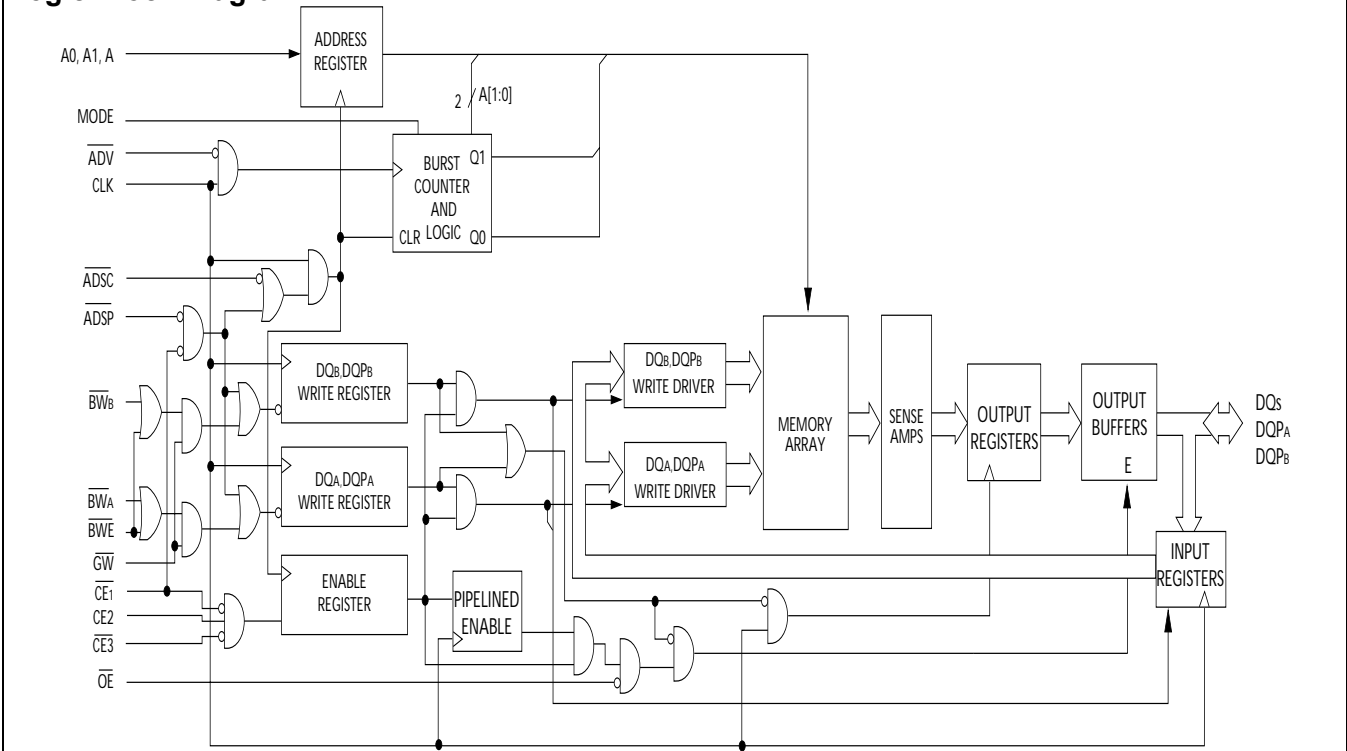 Logic Block Diagram
A0, A1, A
ADDRESS
REGISTER
2
A[1:0]
MODE
ADV
CLK
BURST
COUNTER
AND
LOGIC
CLR
Q1
Q0
ADSC
ADSP
DQB,DQPB
WRITE REGISTER
DQA,DQPA
WRITE REGISTER
ENABLE
REGISTER
PIPELINED
ENABLE
DQB,DQPB
WRITE DRIVER
DQA,DQPA
WRITE DRIVER
MEMORY
ARRAY
SENSE
AMPS
OUTPUT
REGISTERS
OUTPUT
BUFFERS
E
DQs
DQPA
DQPB
INPUT
REGISTERS
BWB
BWA
BWE
GW
CE1
CE2
CE3
OE